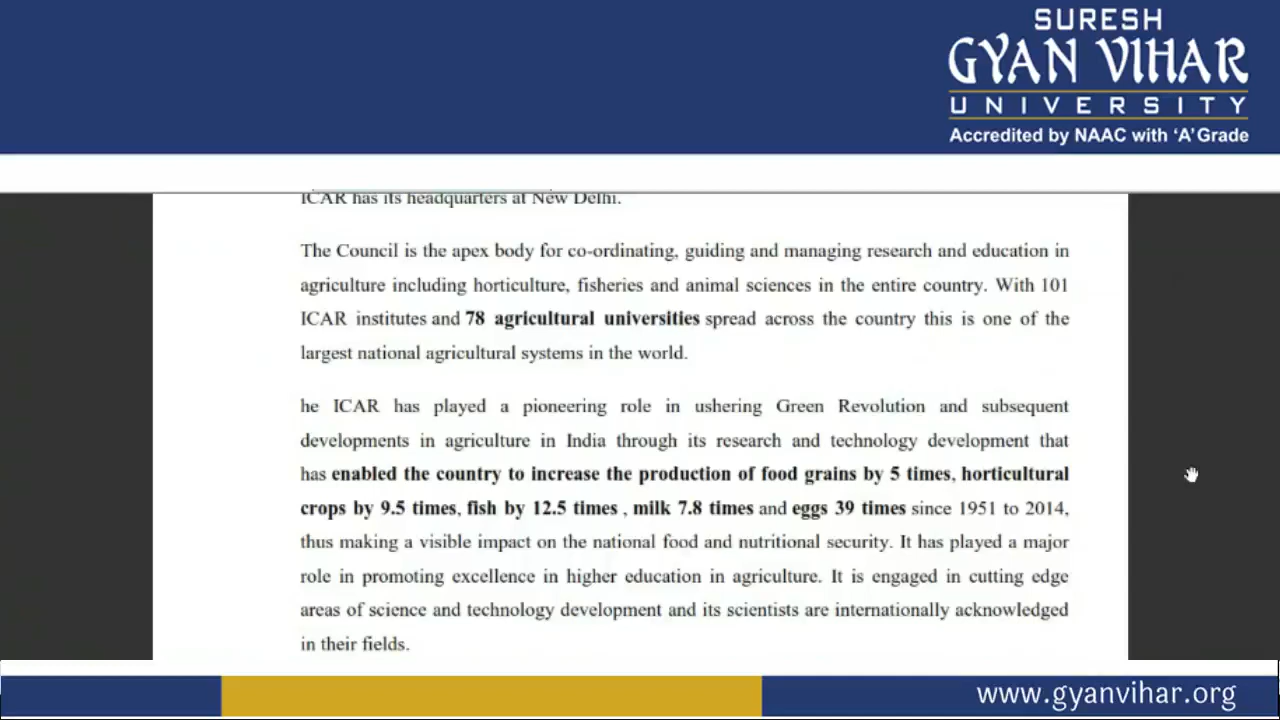 SURESH
GYAN VIHAR
UNIVERSITY
Accredited by NAAC with ‘A’ Grade
ICAR has its headquarters at New Delhi.
The Council is the apex body for co-ordinating, guiding and managing research and education in
agriculture including horticulture, fisheries and animal sciences in the entire country. With 101
ICAR institutes and 78 agricultural universities spread across the country this is one of the
largest national agricultural systems in the world.
he ICAR has played a pioneering role in ushering Green Revolution and subsequent
developments in agriculture in India through its research and technology development that
has enabled the country to increase the production of food grains by 5 times, horticultural
crops by 9.5 times, fish by 12.5 times , milk 7.8 times and eggs 39 times since 1951 to 2014,
thus making a visible impact on the national food and nutritional security. It has played a major
role in promoting excellence in higher education in agriculture. It is engaged in cutting edge
areas of science and technology development and its scientists are internationally acknowledged
in their fields.
www.gyanvihar.org